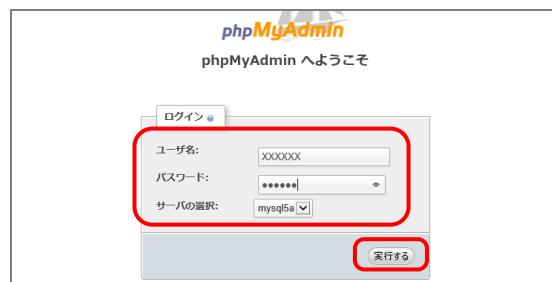 phpMyAdmin
phpMyAdmin へようこそ
ログイン
ユーザ名: XXXXXX
パスワード: ••••••
サーバの選択: mysql5a
実行する